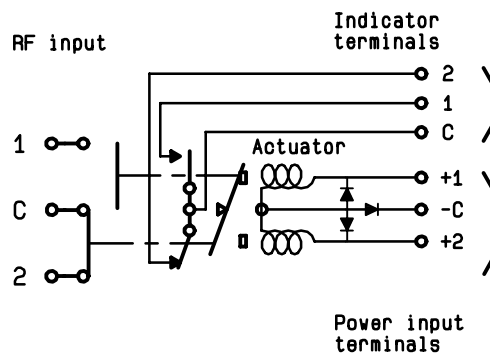 Indicator
terminals
RF input
2
1
C
Actuator
1
+1
C
-C
+2
2
Power input
terminals